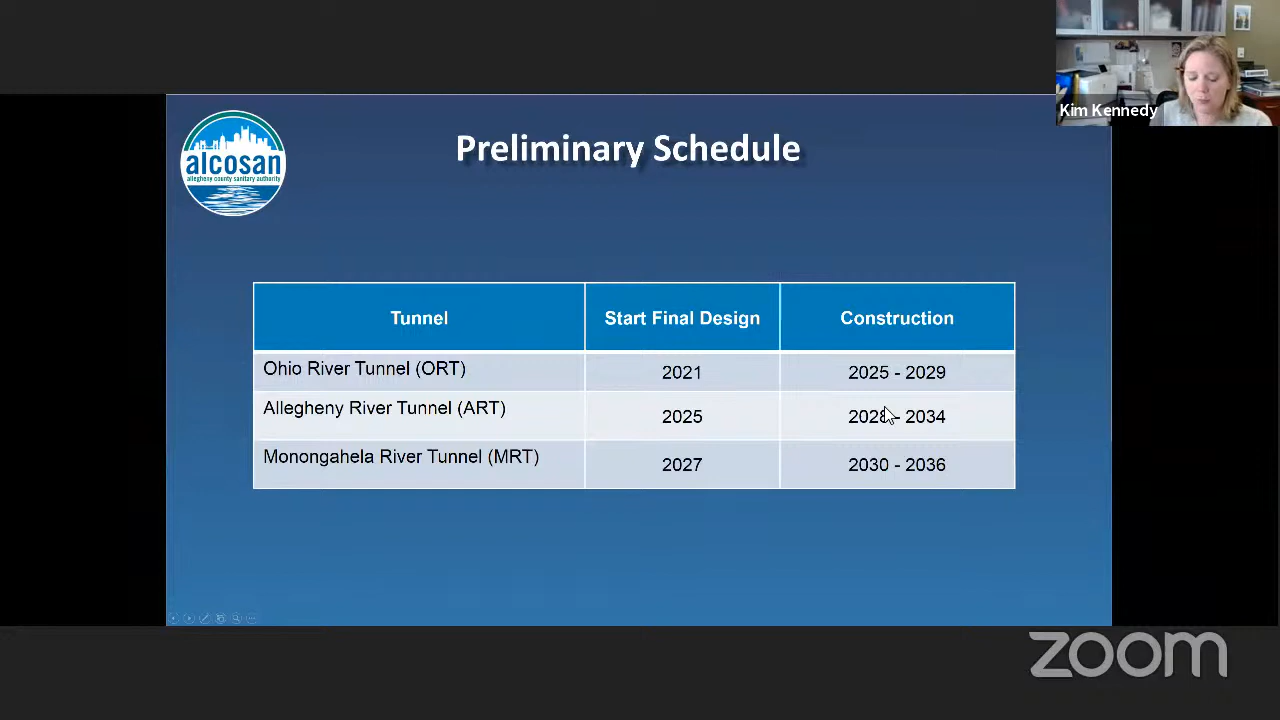 Kim Kennedy
alcosan
allegheny county sanitary authority
Preliminary Schedule
Tunnel Start Final Design Construction
Ohio River Tunnel (ORT) 2021 2025 - 2029
Allegheny River Tunnel (ART) 2025 2028 - 2034
Monongahela River Tunnel (MRT) 2027 2030 - 2036
zoom